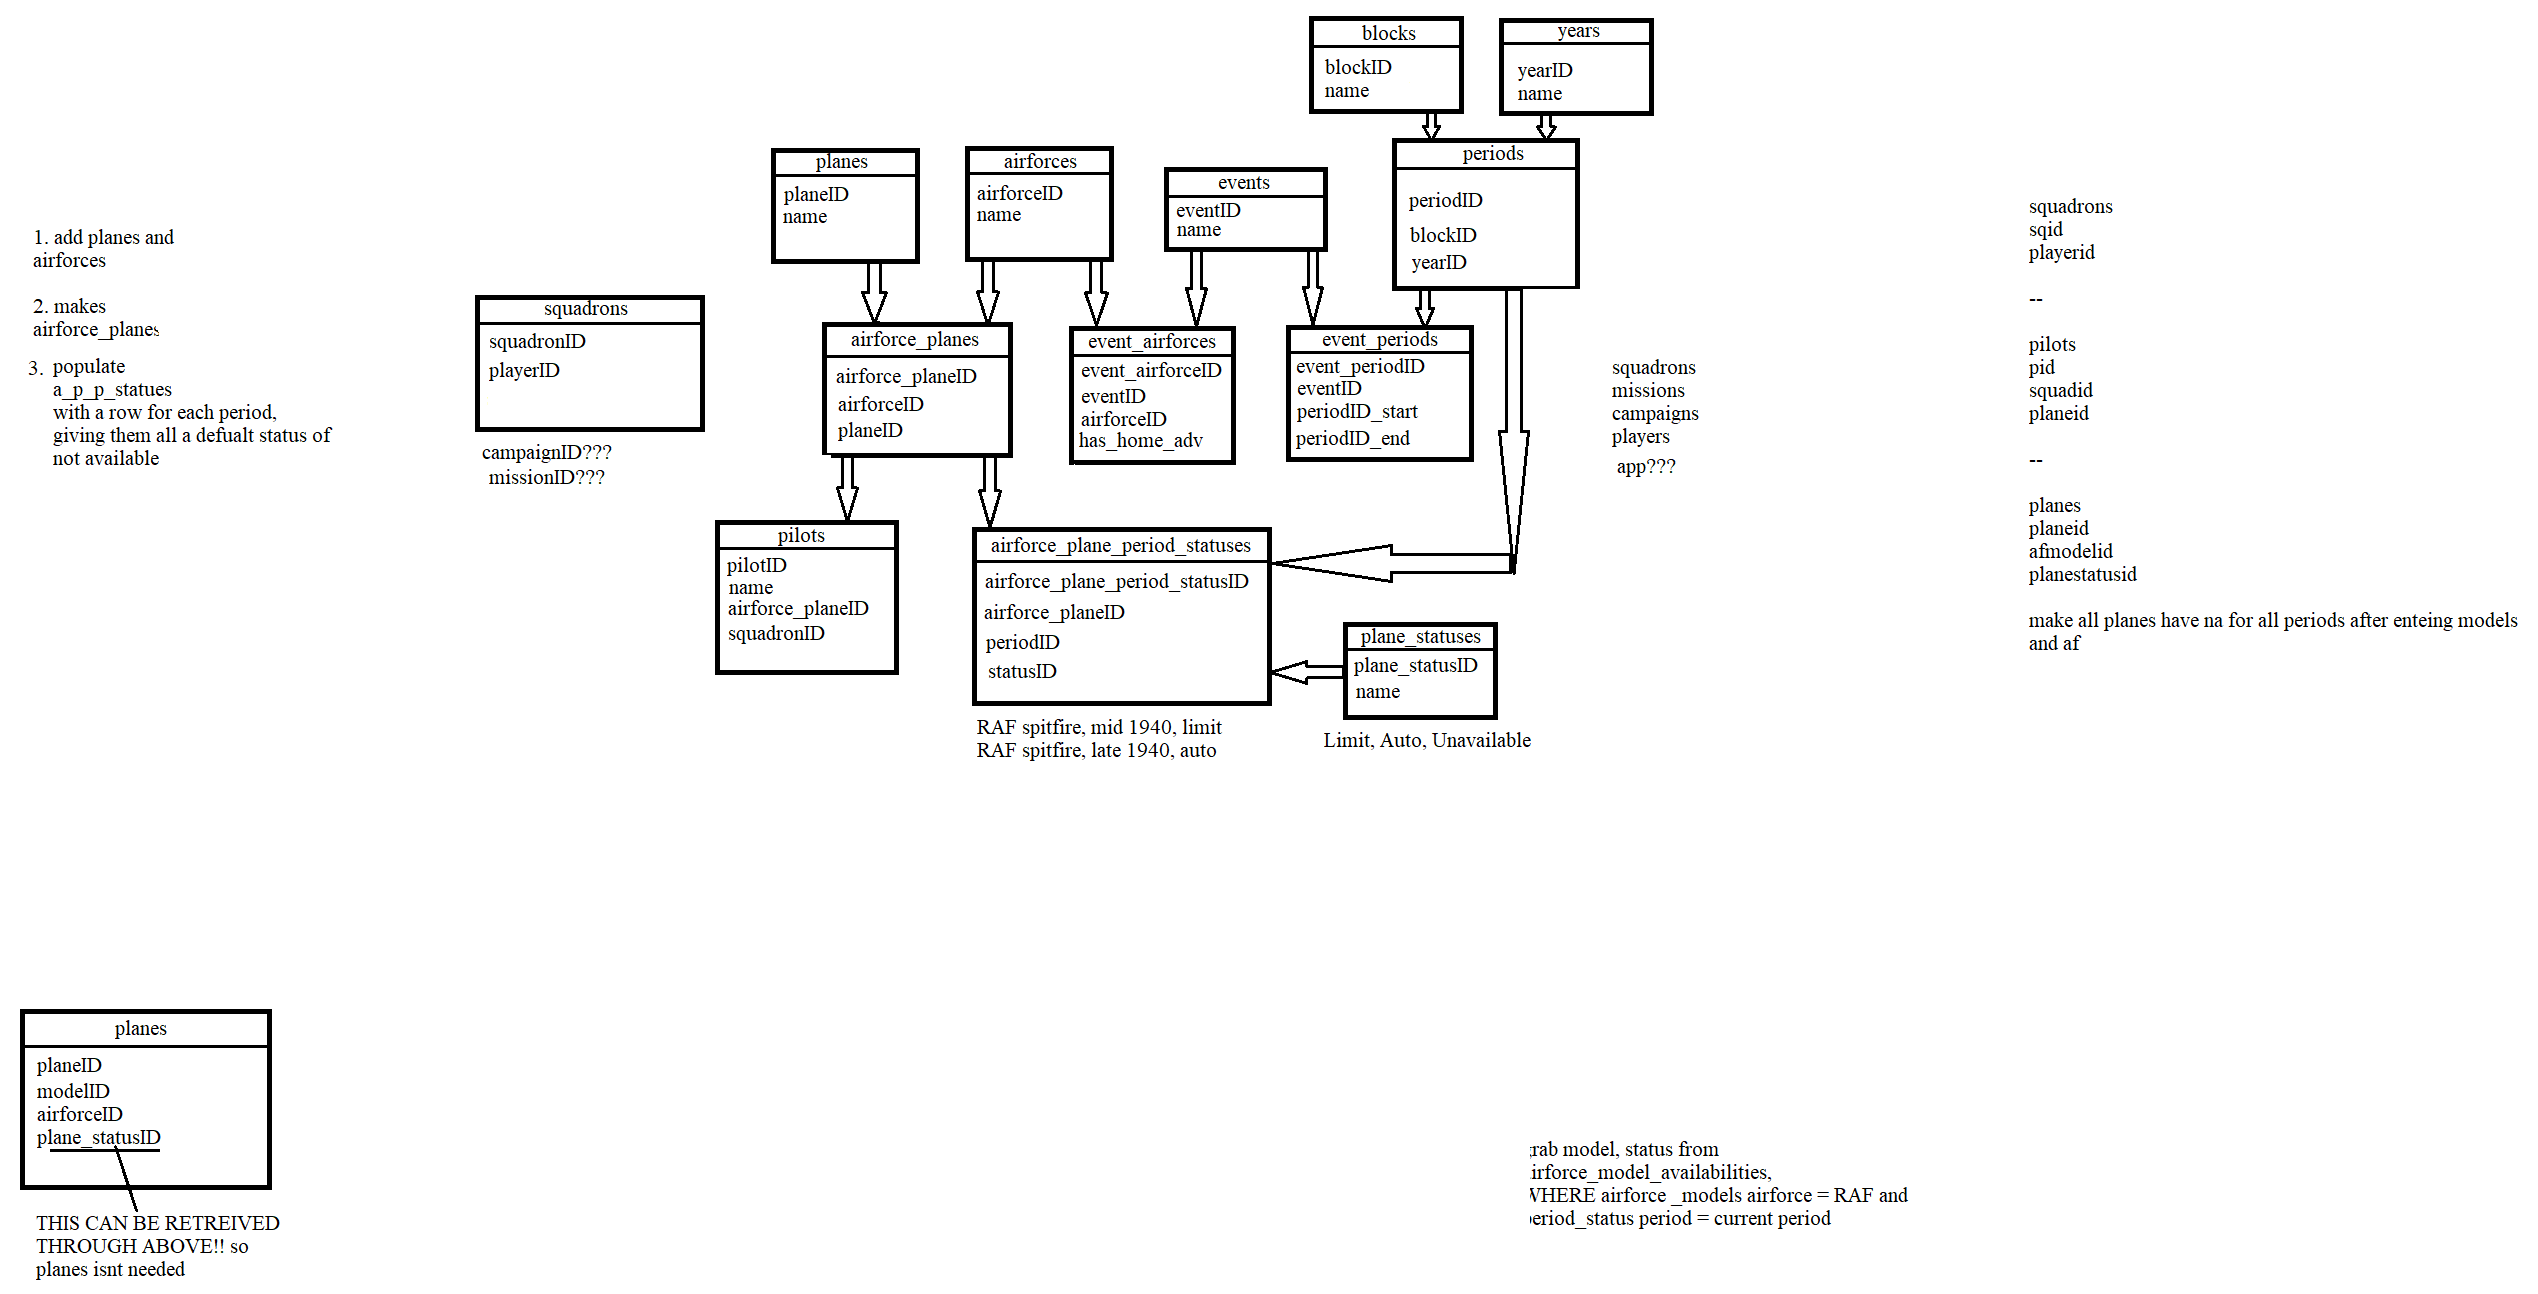 blocks
blockID
name
years
yearID
name
planes
planeID
name
airforces
airforceID
name
events
eventID
name
periods
periodID
blockID
yearID
1. add planes and
airforces
2. makes
airforce_planes
3. populate
a_p_p_statues
with a row for each period,
giving them all a defualt status of
not available
squadrons
squadronID
playerID
campaignID???
missionID???
airforce_planes
airforce_planeID
airforceID
planeID
event_airforces
event_airforceID
eventID
airforceID
has_home_adv
event_periods
event_periodID
eventID
periodID_start
periodID_end
squadrons
missions
campaigns
players
app???
squadrons
sqid
playerid
--
pilots
pid
squadid
planeid
--
planes
planeid
afmodelid
planestatusid
make all planes have na for all periods after enteing models
and af
pilots
pilotID
name
airforce_planeID
squadronID
airforce_plane_period_statuses
airforce_plane_period_statusID
airforce_planeID
periodID
statusID
RAF spitfire, mid 1940, limit
RAF spitfire, late 1940, auto
plane_statuses
plane_statusID
name
Limit, Auto, Unavailable
planes
planeID
modelID
airforceID
plane_statusID
THIS CAN BE RETREIVED
THROUGH ABOVE!! so
planes isnt needed
rab model, status from
irforce_model_availabilities,
WHERE airforce _models airforce = RAF and
period_status period = current period